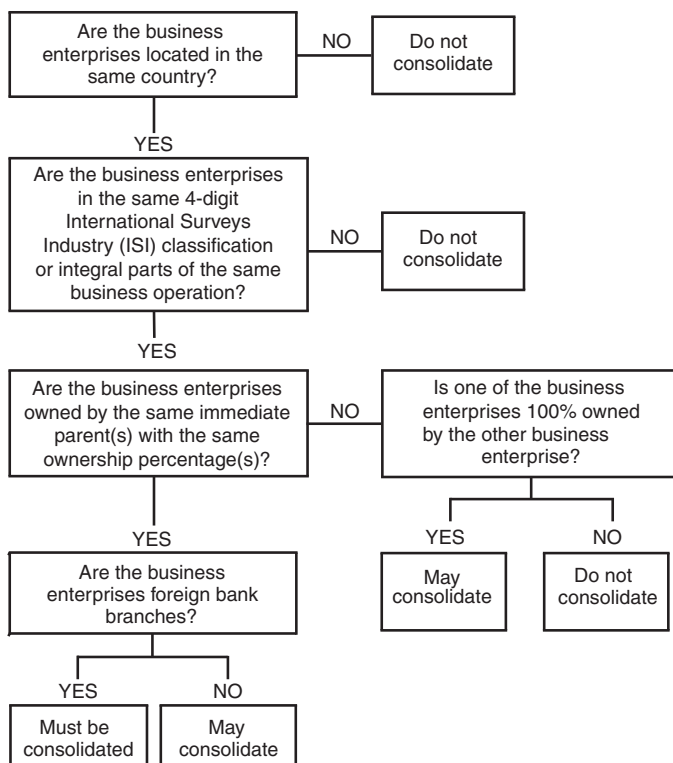 Are the business
enterprises located in the
same country?
NO
Do not
consolidate
YES
Are the business enterprises
in the same 4-digit
International Surveys
Industry (ISI) classification
or integral parts of the same
business operation?
NO
Do not
consolidate
YES
Are the business enterprises
owned by the same immediate
parent(s) with the same
ownership percentage(s)?
NO
Is one of the business
enterprises 100% owned
by the other business
enterprise?
YES
Are the business
enterprises foreign bank
branches?
YES
May
consolidate
NO
Do not
consolidate
YES
Must be
consolidated
NO
May
consolidate